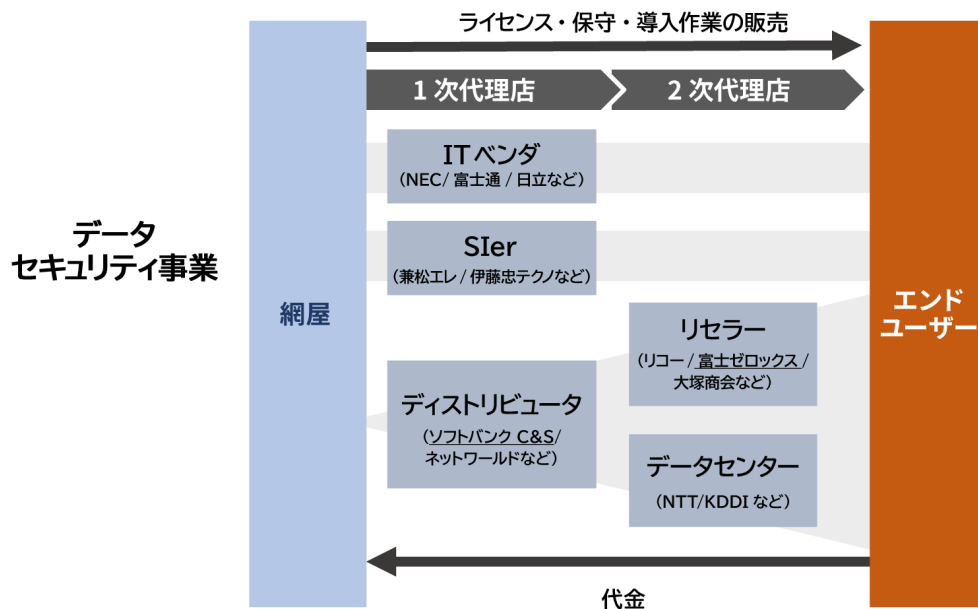 ライセンス・保守・導入作業の販売
1次代理店
2次代理店
ITベンダ
(NEC/ 富士通 / 日立など)
SIer
(兼松エレ / 伊藤忠テクノなど)
データ
セキュリティ事業
網屋
エンド
ユーザー
リセラー
(リコー / 富士ゼロックス /
大塚商会など)
ディストリビュータ
(ソフトバンク C&S/
ネットワールドなど)
データセンター
(NTT/KDDI など)
代金